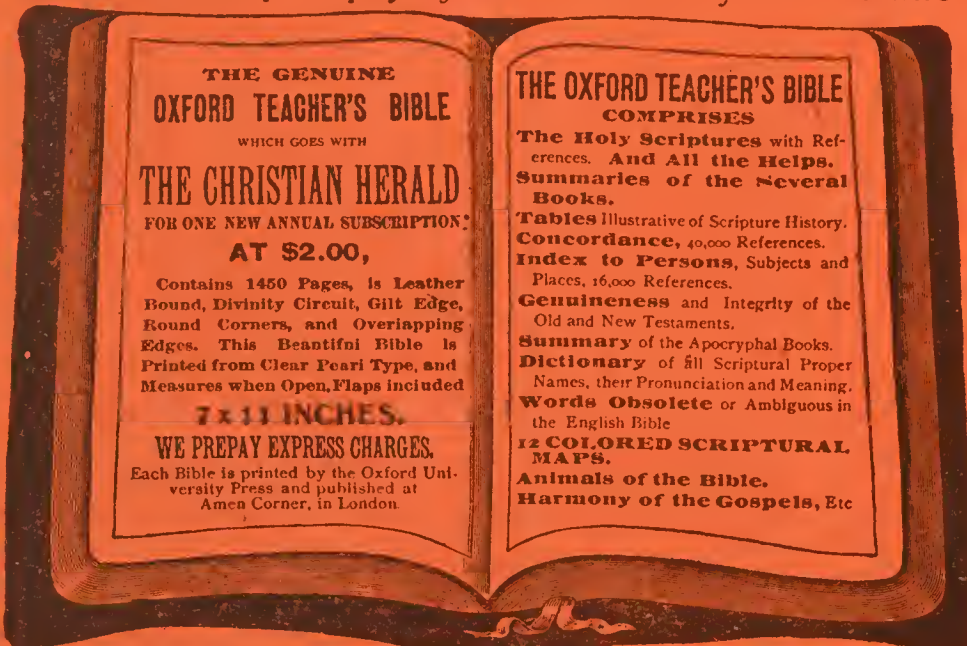 THE GENUINE
OXFORD TEACHER'S BIBLE
WHICH GOES WITH
THE CHRISTIAN HERALD
FOR ONE NEW ANNUAL SUBSCRIPTION:
AT $2.00,
Contains 1450 Pages, is Leather
Bound, Divinity Circuit, Gilt Edge,
Round Corners, and Overlapping
Edges. This Beautiful Bible is
Printed from Clear Pearl Type, and
Measures when Open, Flaps included
7 x 11 INCHES.
WE PREPAY EXPRESS CHARGES.
Each Bible is printed by the Oxford Uni-
versity Press and published at
Amen Corner, in London
THE OXFORD TEACHER'S BIBLE
COMPRISES
The Holy Scriptures with Ref-
erences. And All the Helps.
Summaries of the Several
Books.
Tables Illustrative of Scripture History.
Concordance, 40,000 References.
Index to Persons, Subjects and
Places, 16,000 References.
Genuineness and Integrity of the
Old and New Testaments.
Summary of the Apocryphal Books.
Dictionary of all Scriptural Proper
Names, their Pronunciation and Meaning.
Words Obsolete or Ambiguous in
the English Bible
12 COLORED SCRIPTURAL
MAPS.
Animals of the Bible.
Harmony of the Gospels, Etc